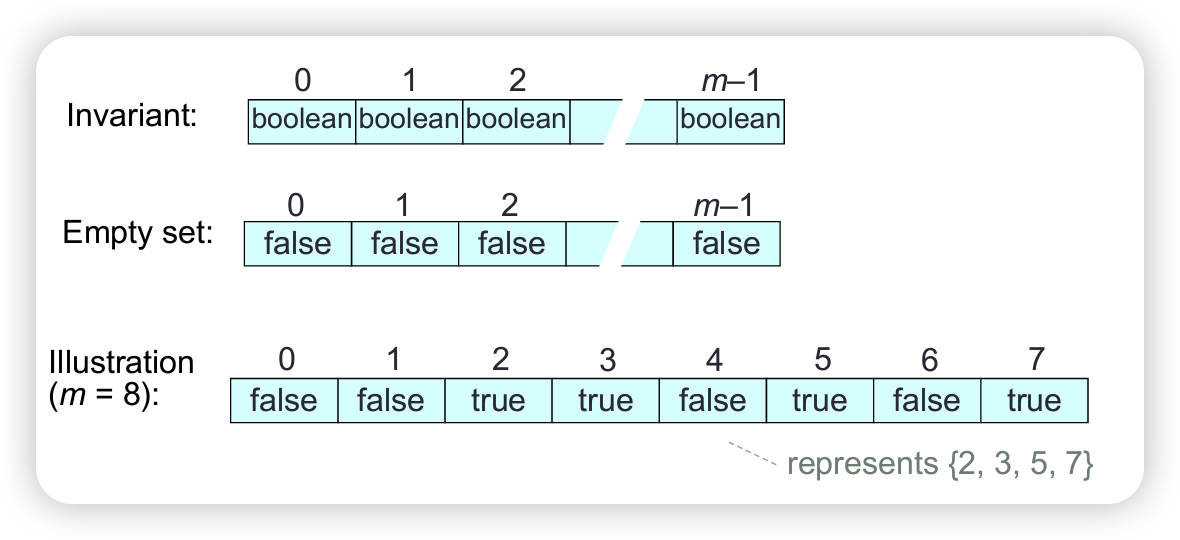 0 1 2 m–1
Invariant: boolean boolean boolean boolean
0 1 2 m–1
Empty set: false false false false
Illustration 0 1 2 3 4 5 6 7
(m = 8): false false true true false true false true
represents {2, 3, 5, 7}